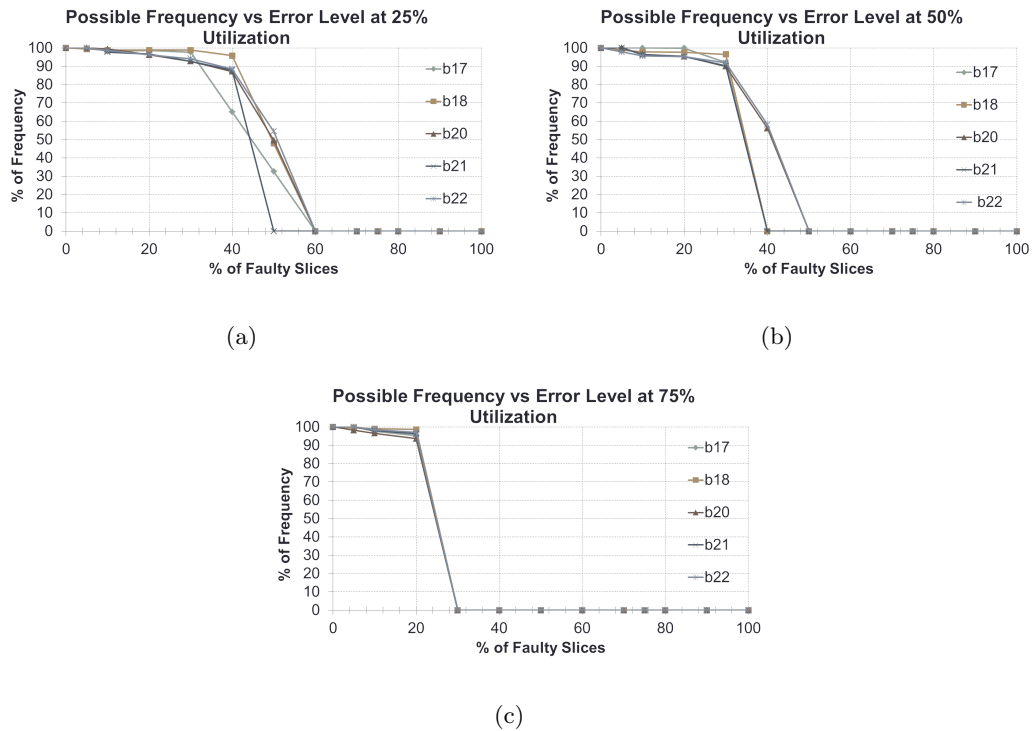 Possible Frequency vs Error Level at 25%
Utilization
100
90
80
70
60
50
40
30
20
10
0
% of Frequency
0 20 40 60 80 100
% of Faulty Slices
b17
b18
b20
b21
b22
(a)
Possible Frequency vs Error Level at 50%
Utilization
100
90
80
70
60
50
40
30
20
10
0
% of Frequency
0 20 40 60 80 100
% of Faulty Slices
b17
b18
b20
b21
b22
(b)
Possible Frequency vs Error Level at 75%
Utilization
100
90
80
70
60
50
40
30
20
10
0
% of Frequency
0 20 40 60 80 100
% of Faulty Slices
b17
b18
b20
b21
b22
(c)